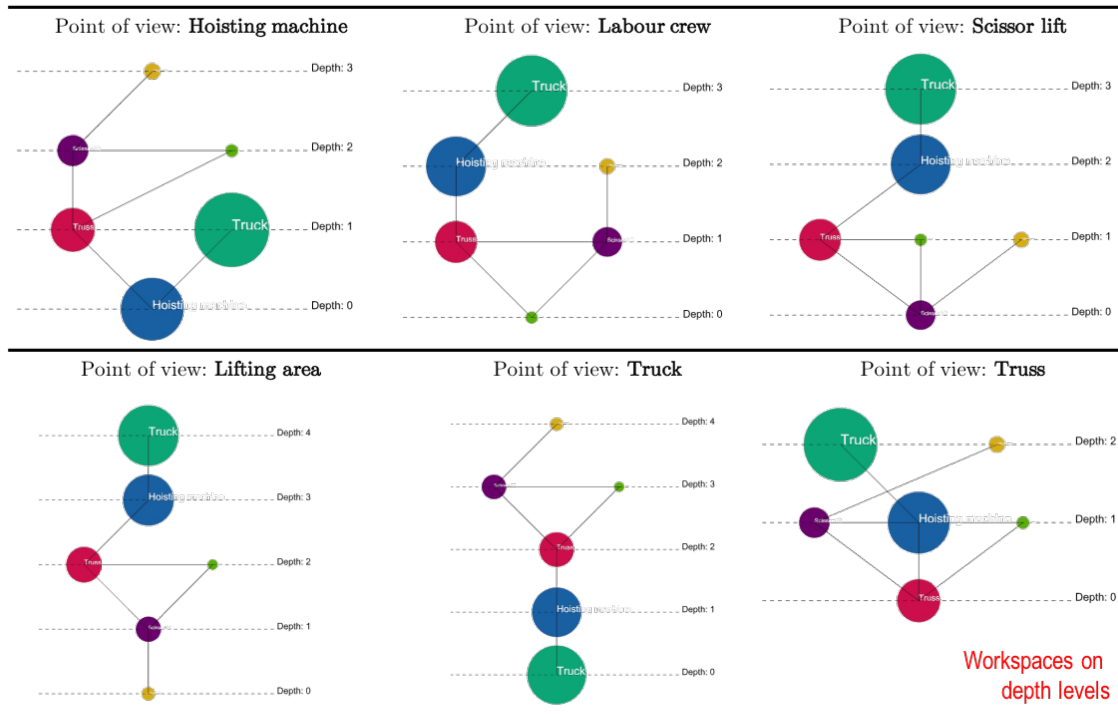 Point of view: Hoisting machine
Depth: 3
Depth: 2
Truss
Truck
Depth: 1
Hoisting machine
Depth: 0
Point of view: Labour crew
Truck
Depth: 3
Hoisting machine
Depth: 2
Truss
Depth: 1
Depth: 0
Point of view: Scissor lift
Truck
Depth: 3
Hoisting machine
Depth: 2
Truss
Depth: 1
Depth: 0
Point of view: Lifting area
Truck
Depth: 4
Hoisting machine
Depth: 3
Truss
Depth: 2
Depth: 1
Depth: 0
Point of view: Truck
Depth: 4
Depth: 3
Truss
Depth: 2
Hoisting machine
Depth: 1
Truck
Depth: 0
Point of view: Truss
Truck
Depth: 2
Hoisting machine
Depth: 1
Truss
Depth: 0
Workspaces on
depth levels